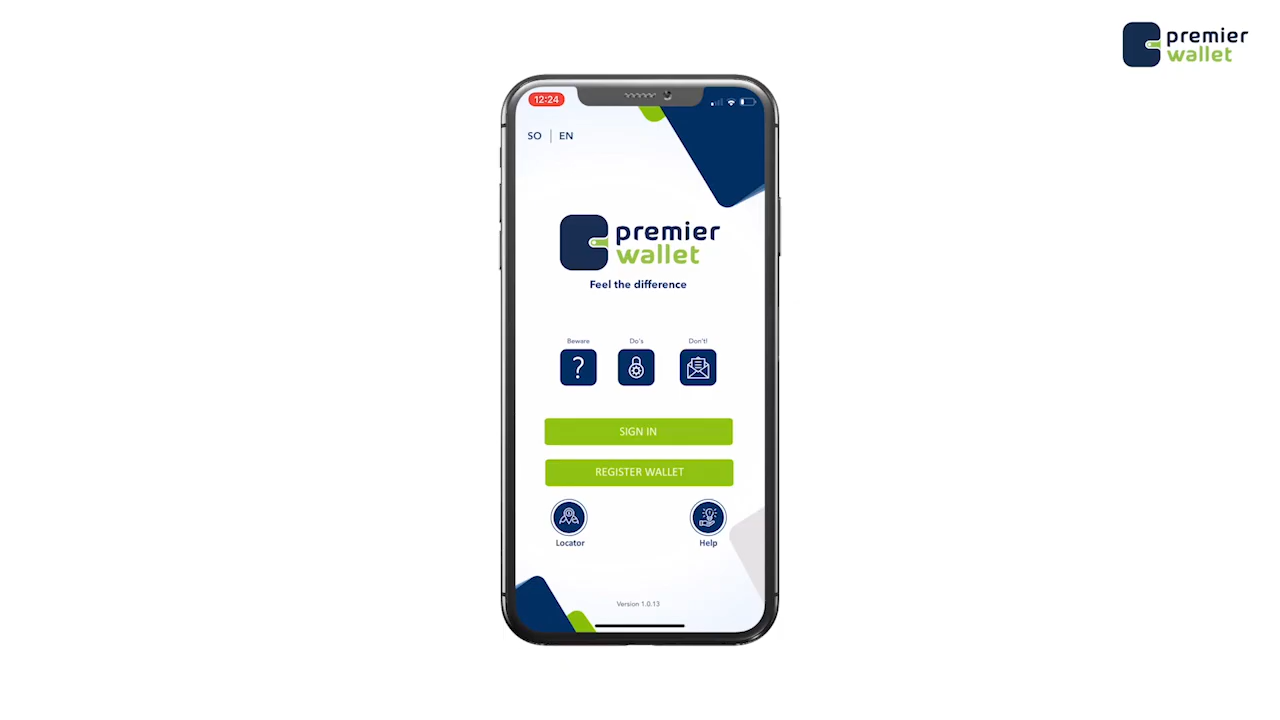 premier
wallet
12:24
SO | EN
premier
wallet
Feel the difference
Beware
Do's
Don't!
?
SIGN IN
REGISTER WALLET
Locator
Help
Version 1.0.13